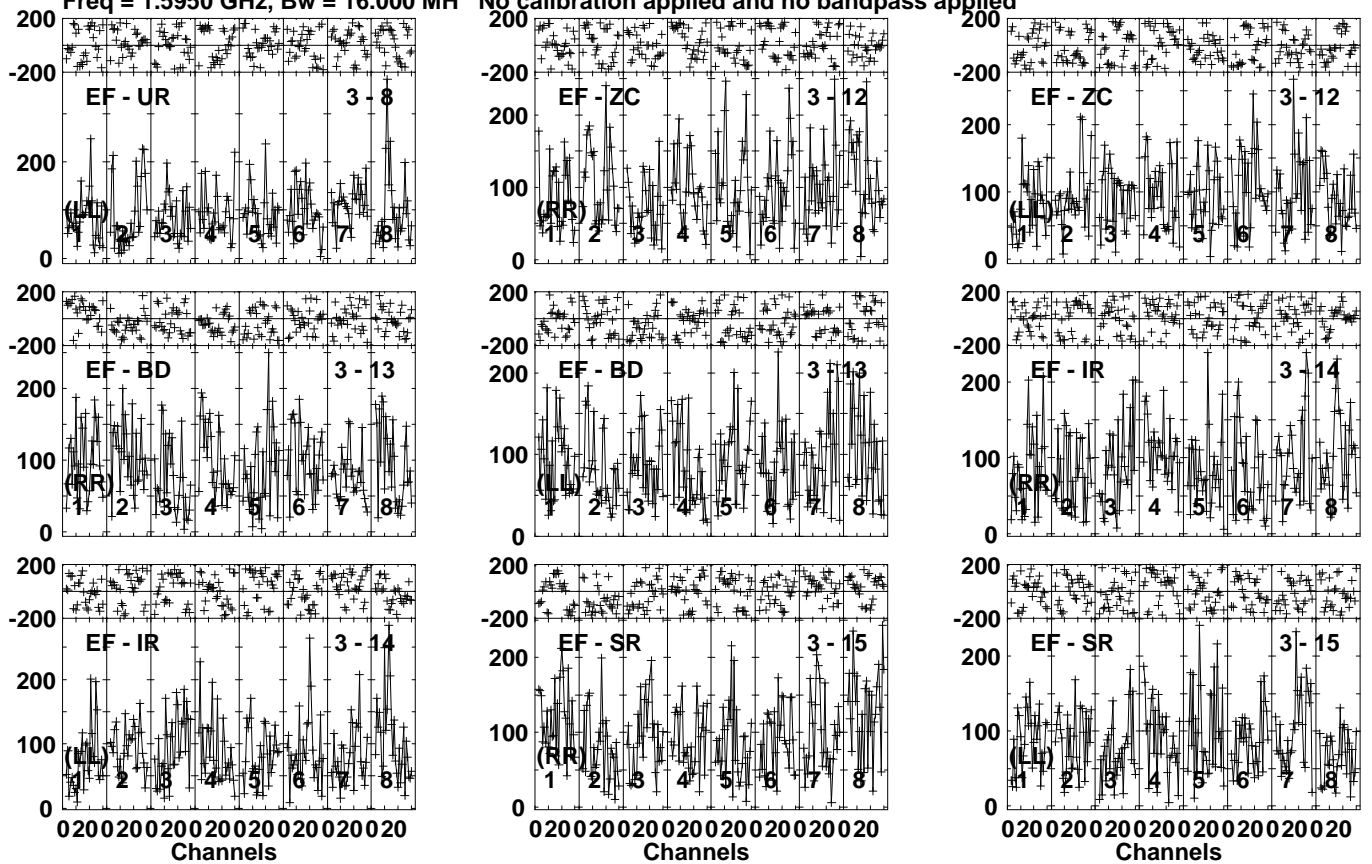 Freq = 1.5950 GHz, Bw = 16.000 MH No calibration applied and no bandpass applied
200 200 200
-200 -200 -200
EF - UR 3 - 8 EF - ZC 3 - 12 EF - ZC 3 - 12
200 200 200
100 100
(LL) (RR) (LL)
1 2 3 4 5 6 7 8 1 2 3 4 5 6 7 8 1 2 3 4 5 6 7 8
0 0 0
200 200 200
-200 -200 -200
EF - BD 3 - 13 EF - BD 3 - 13 EF - IR 3 - 14
200 200 200
100 100 100
(RR) (LL) (RR)
1 2 3 4 5 6 7 8 1 2 3 4 5 6 7 8 1 2 3 4 5 6 7 8
0 0 0
200 200 200
-200 -200 -200
EF - IR 3 - 14 EF - SR 3 - 15 EF - SR 3 - 15
200 200 200
100 100 100
(LL) (RR) (LL)
1 2 3 4 5 6 7 8 1 2 3 4 5 6 7 8 1 2 3 4 5 6 7 8
0 0 0
0 20 0 20 0 20 0 20 0 20 0 20 0 20 0 20 0 20 0 20 0 20 0 20 0 20 0 20 0 20 0 20 0 20 0 20 0 20 0 20 0 20 0 20 0 20 0 20
Channels Channels Channels